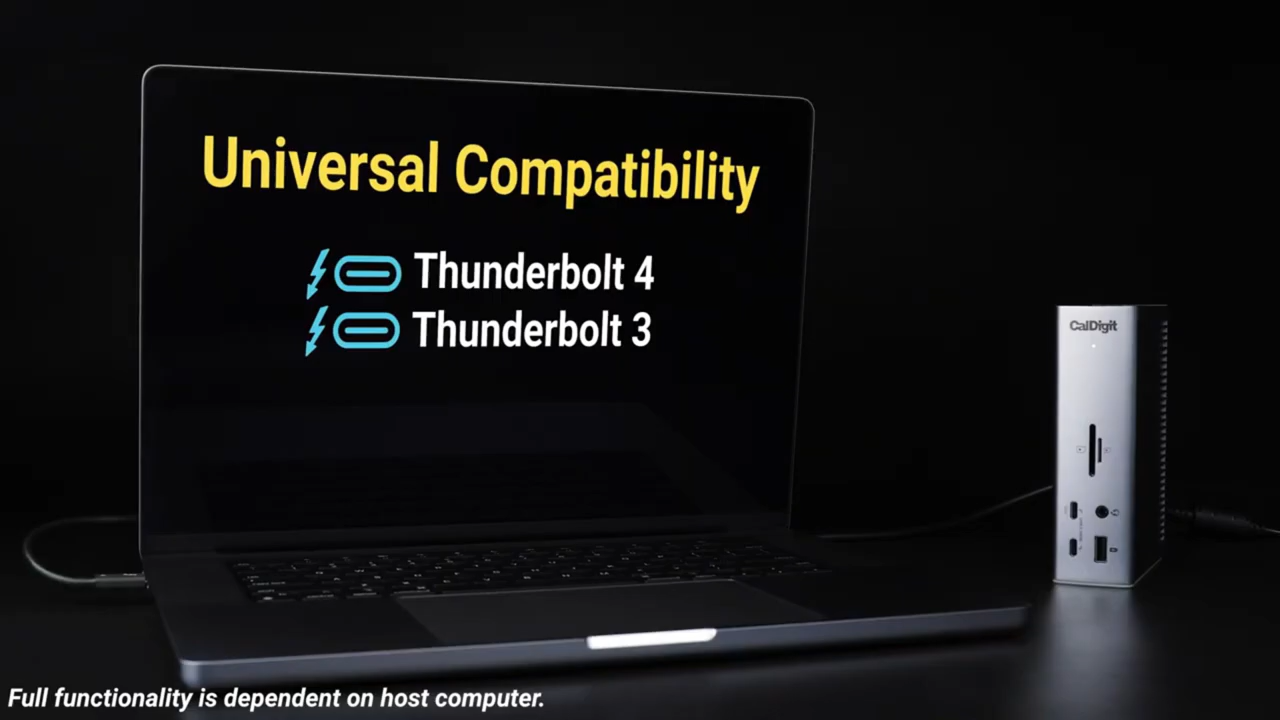 Universal Compatibility
Thunderbolt 4
Thunderbolt 3
CalDigit
Full functionality is dependent on host computer.